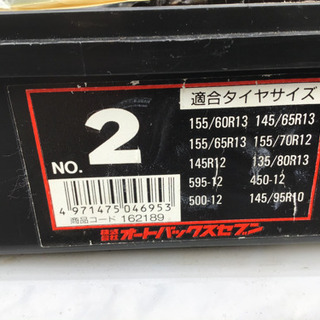 適合タイヤサイズ
155/60R13 145/65R13
155/65R13 155/70R12
145R12 135/80R13
595-12 450-12
500-12 145/95R10
NO. 2
4 971475 046953
商品コード 162189
株式会社 オートバックスセブン